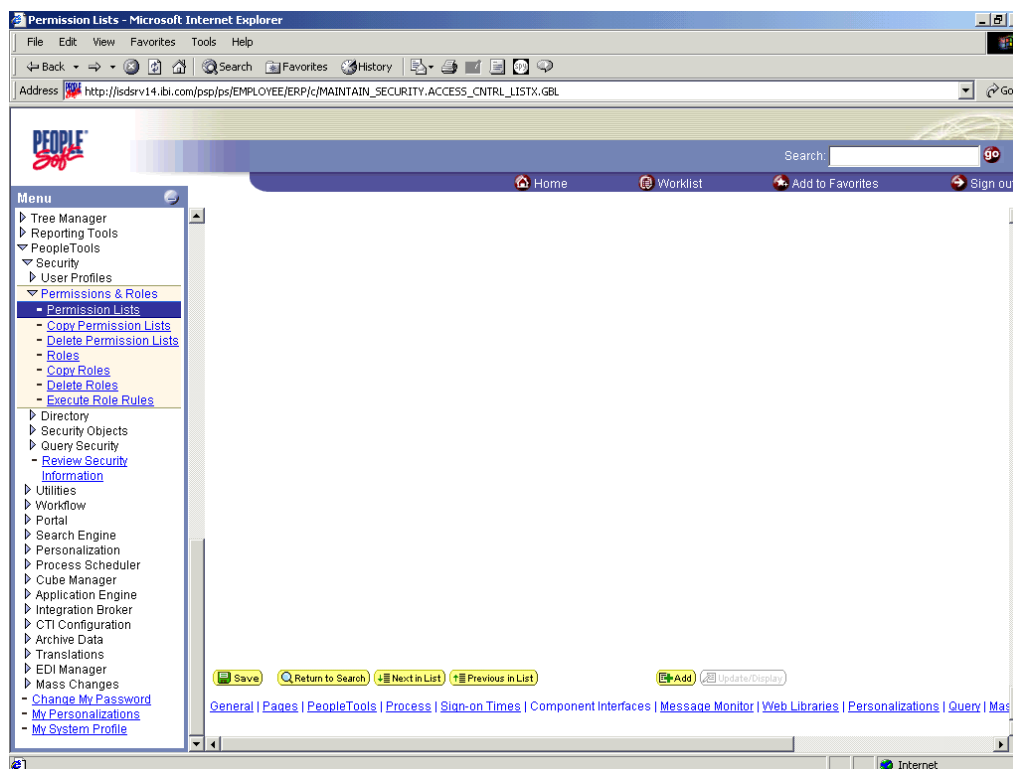 Permission Lists - Microsoft Internet Explorer
File Edit View Favorites Tools Help
Back Search Favorites History
Address http://isdsrv14.ibi.com/psp/ps/EMPLOYEE/ERP/c/MAINTAIN_SECURITY.ACCESS_CNTRL_LISTX.GBL Go
PEOPLE Soft
Search: go
Home Worklist Add to Favorites Sign ou
Menu
Tree Manager
Reporting Tools
PeopleTools
Security
User Profiles
Permissions & Roles
Permission Lists
Copy Permission Lists
Delete Permission Lists
Roles
Copy Roles
Delete Roles
Execute Role Rules
Directory
Security Objects
Query Security
Review Security
Information
Utilities
Workflow
Portal
Search Engine
Personalization
Process Scheduler
Cube Manager
Application Engine
Integration Broker
CTI Configuration
Archive Data
Translations
EDI Manager
Mass Changes
Change My Password
My Personalizations
My System Profile
Save Return to Search Next in List Previous in List Add Update/Display
General | Pages | PeopleTools | Process | Sign-on Times | Component Interfaces | Message Monitor | Web Libraries | Personalizations | Query | Mas
Internet